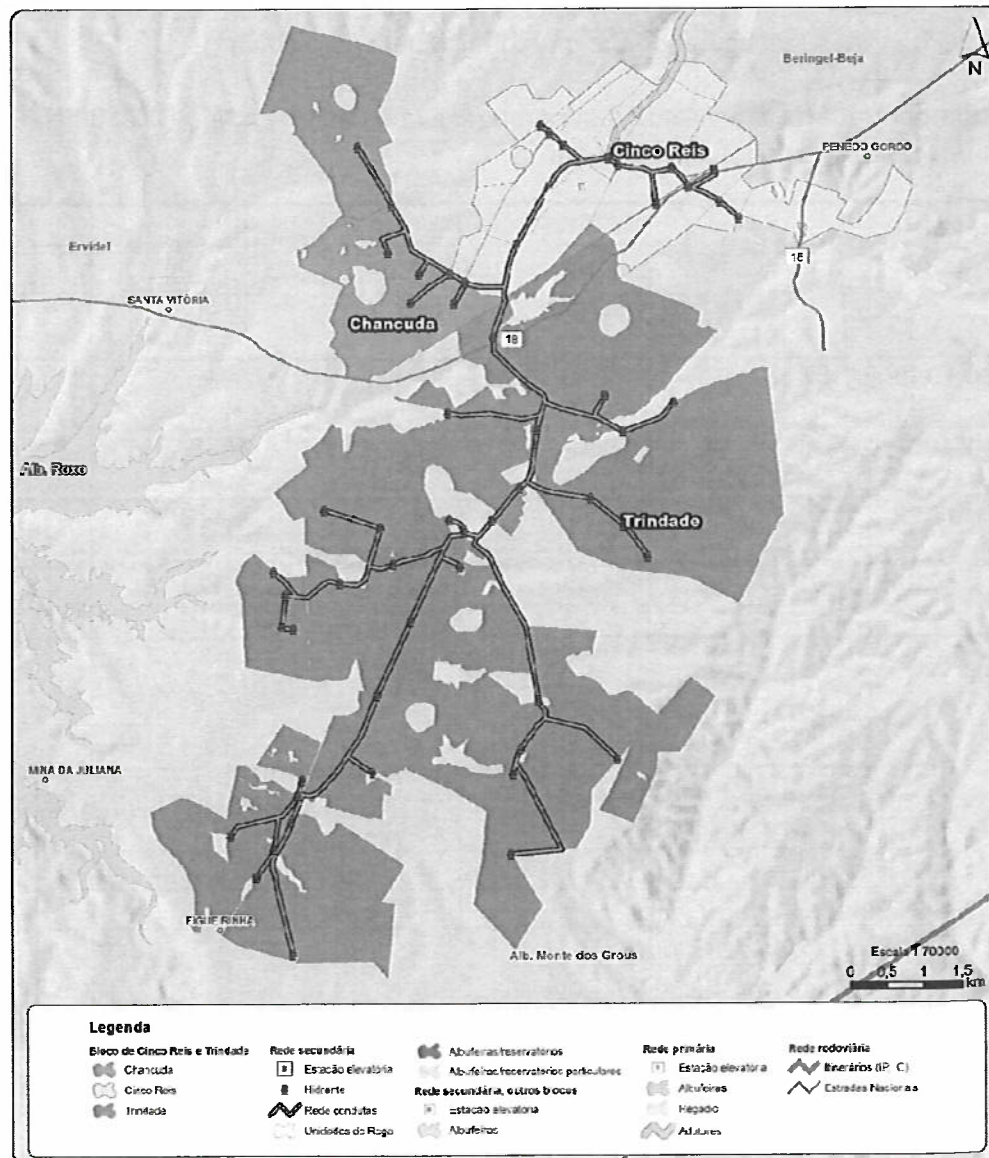 Beringel-Beja
N
Cinco Reis
PENEDO GORDO
Ervidel
18
SANTA VITÓRIA
Chancuda
18
Alb. Roxo
Trindade
MINA DA JULIANA
FIGUEIRINHA
Alb. Monte dos Grous
Escala 1:70000
0 0,5 1 1,5
km
Legenda
Bloco de Cinco Reis e Trindade
Chancuda
Cinco Reis
Trindade
Rede secundária
Estação elevatória
Hidrante
Rede condutas
Unidades de Rega
Albufeiras/reservatórios
Albufeiras/reservatórios particulares
Rede secundária, outros blocos
Estação elevatória
Albufeiras
Rede primária
Estação elevatória
Albufeiras
Regadio
Adutores
Rede rodoviária
Itinerários (IP, IC)
Estradas Nacionais